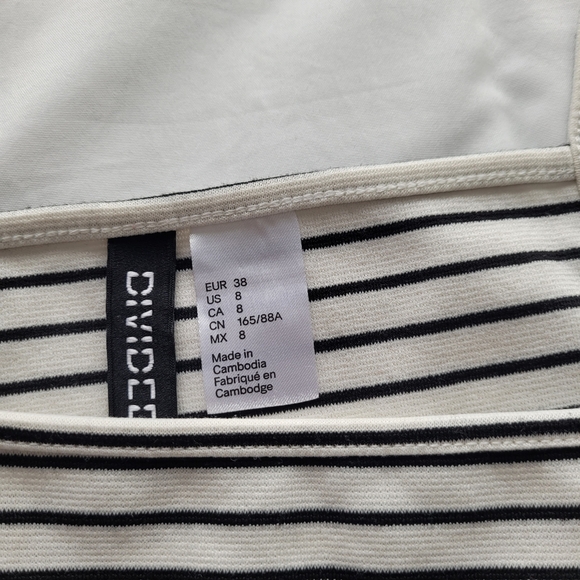 DIVIDED
EUR 38
US 8
CA 8
CN 165/88A
MX 8
Made in
Cambodia
Fabriqué en
Cambodge